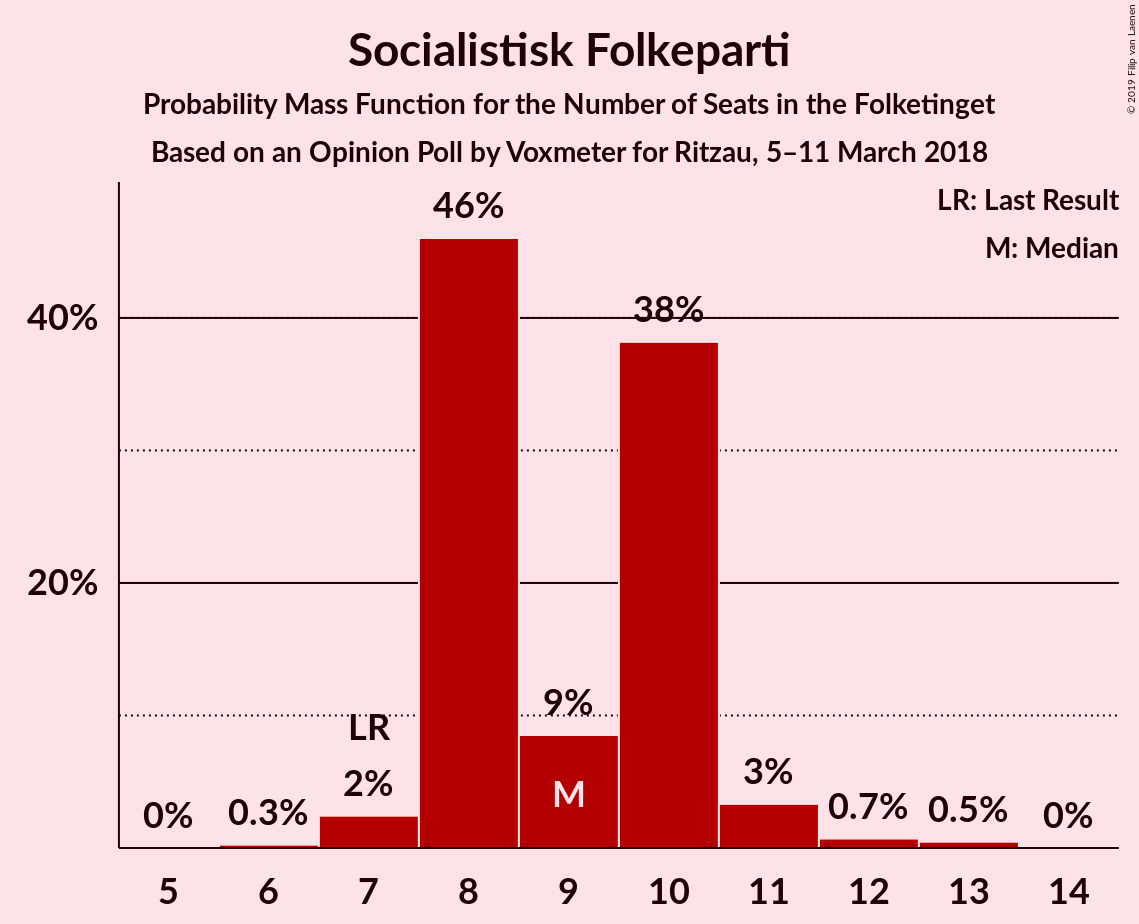 Socialistisk Folkeparti
Probability Mass Function for the Number of Seats in the Folketinget
Based on an Opinion Poll by Voxmeter for Ritzau, 5–11 March 2018
© 2019 Filip van Laenen
LR: Last Result
M: Median
40%
20%
0%
0.3%
LR
2%
46%
9%
M
38%
3%
0.7%
0.5%
0%
5 6 7 8 9 10 11 12 13 14